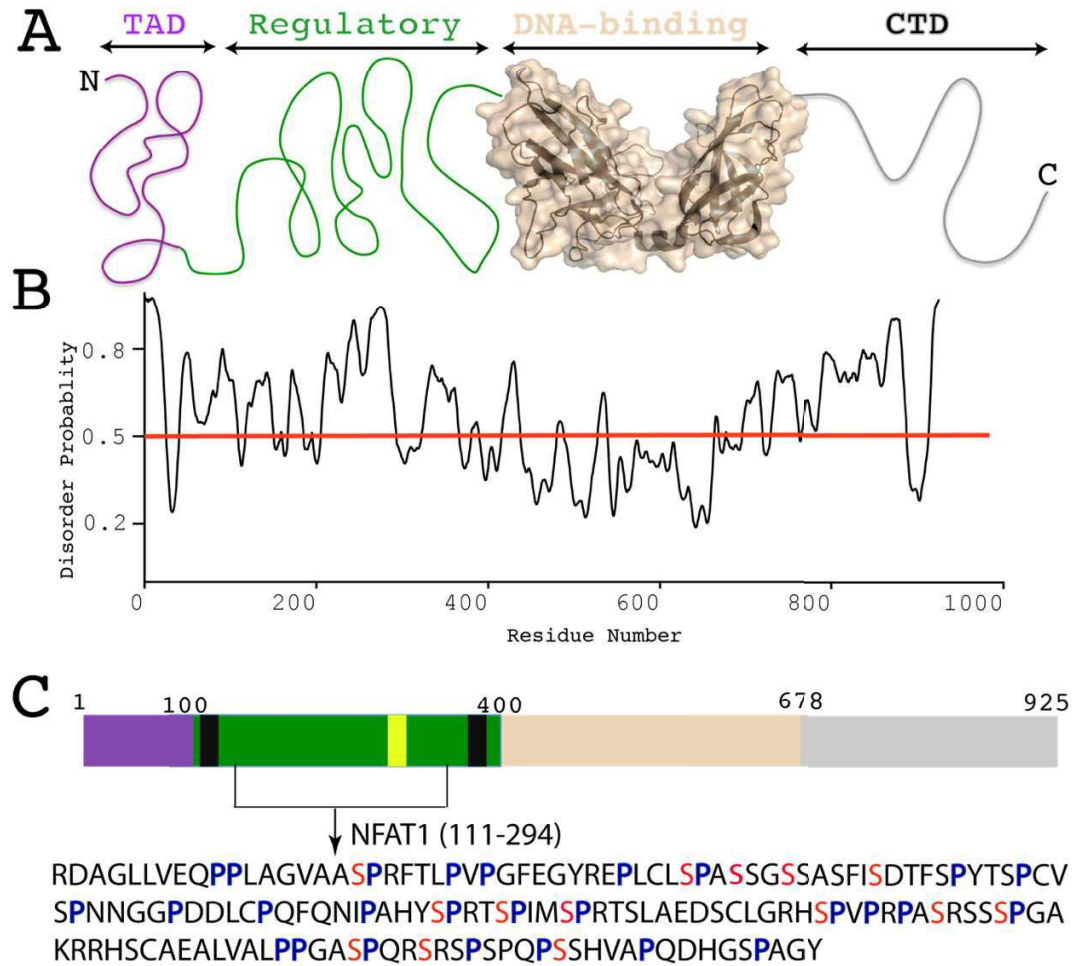 A
TAD Regulatory DNA-binding CTD
N
C
B
Disorder Probablity
0.8
0.5
0.2
0 200 400 600 800 1000
Residue Number
C
1 100 400 678 925
NFAT1 (111-294)
RDAGLLVEQPPLAGVAASPRFTLPVPGFEGYREPLCLSPASSGSSASFISDTFSPYTSPCV
SPNNGGPDDLCPQFQNIPAHYSPRTSPIMSPRTSLAEDSCLGRHSPVPRPASRSSSPGA
KRRHSCAEALVALPPGASPQRSRSPSPQPSSHVAPQDHGSPAGY